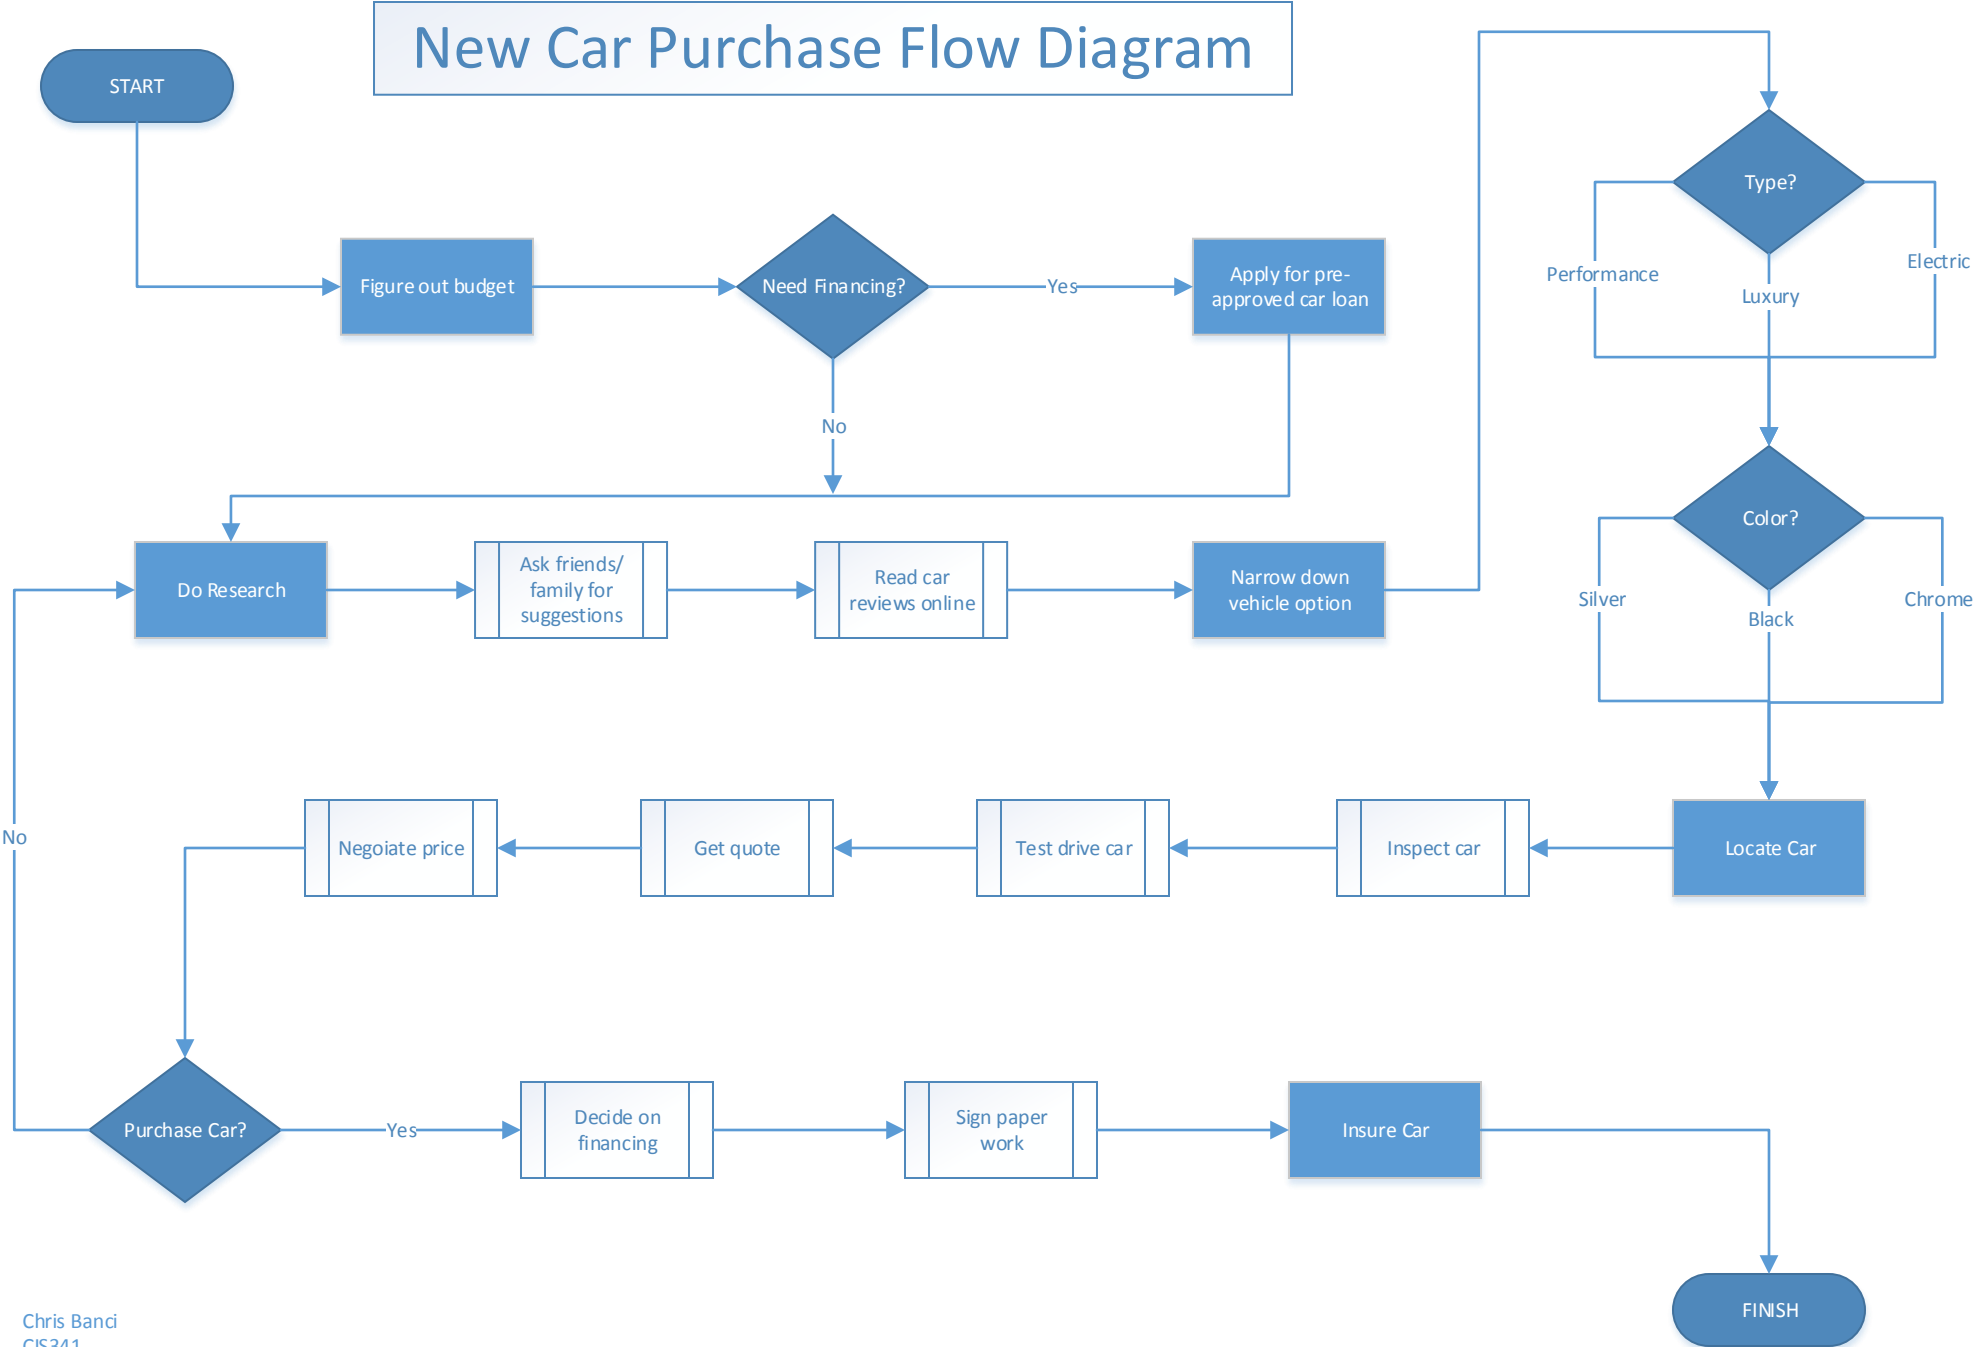 New Car Purchase Flow Diagram
START
Type?
Performance
Luxury
Electric
Figure out budget
Need Financing?
Yes
Apply for pre-
approved car loan
No
Color?
Silver
Black
Chrome
Do Research
Ask friends/
family for
suggestions
Read car
reviews online
Narrow down
vehicle option
No
Negoiate price
Get quote
Test drive car
Inspect car
Locate Car
Purchase Car?
Yes
Decide on
financing
Sign paper
work
Insure Car
FINISH
Chris Banci
CIS341